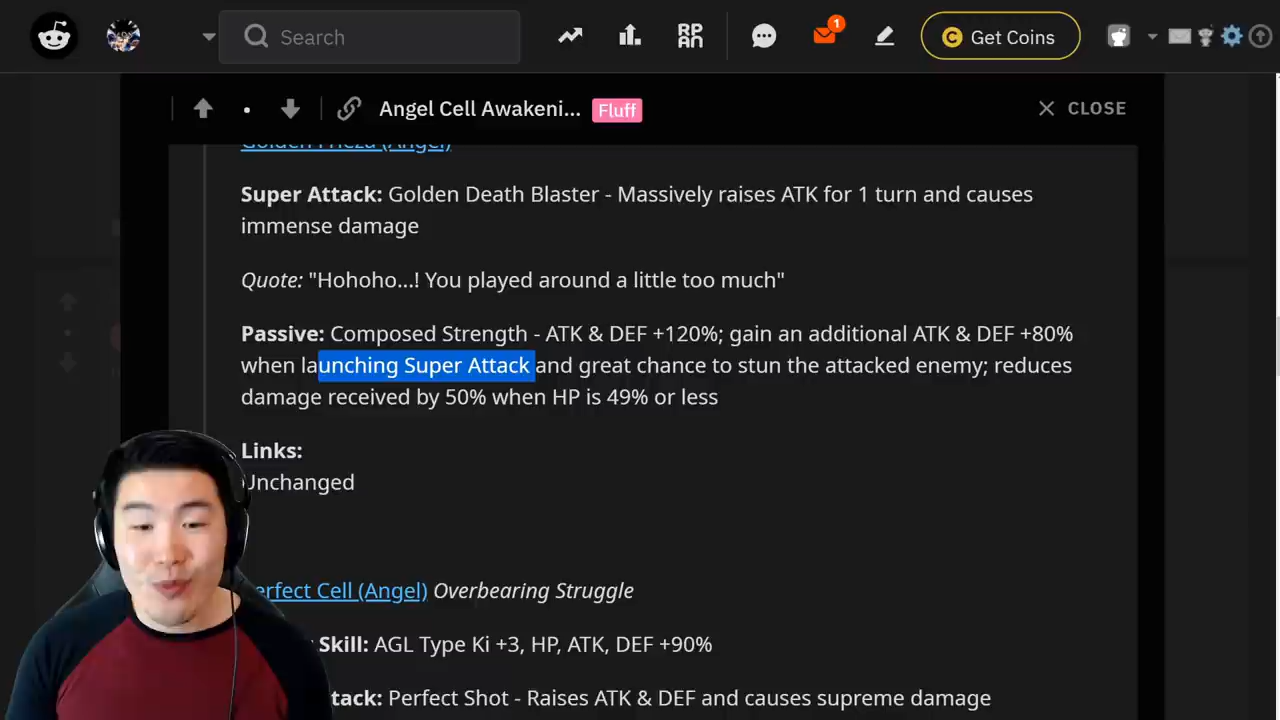 Search
RP
AN
1
C Get Coins
Angel Cell Awakeni... Fluff
CLOSE
Golden Frieza (Angel)
Super Attack: Golden Death Blaster - Massively raises ATK for 1 turn and causes
immense damage
Quote: "Hohoho...! You played around a little too much"
Passive: Composed Strength - ATK & DEF +120%; gain an additional ATK & DEF +80%
when launching Super Attack and great chance to stun the attacked enemy; reduces
damage received by 50% when HP is 49% or less
Links:
Unchanged
erfect Cell (Angel) Overbearing Struggle
Skill: AGL Type Ki +3, HP, ATK, DEF +90%
tack: Perfect Shot - Raises ATK & DEF and causes supreme damage